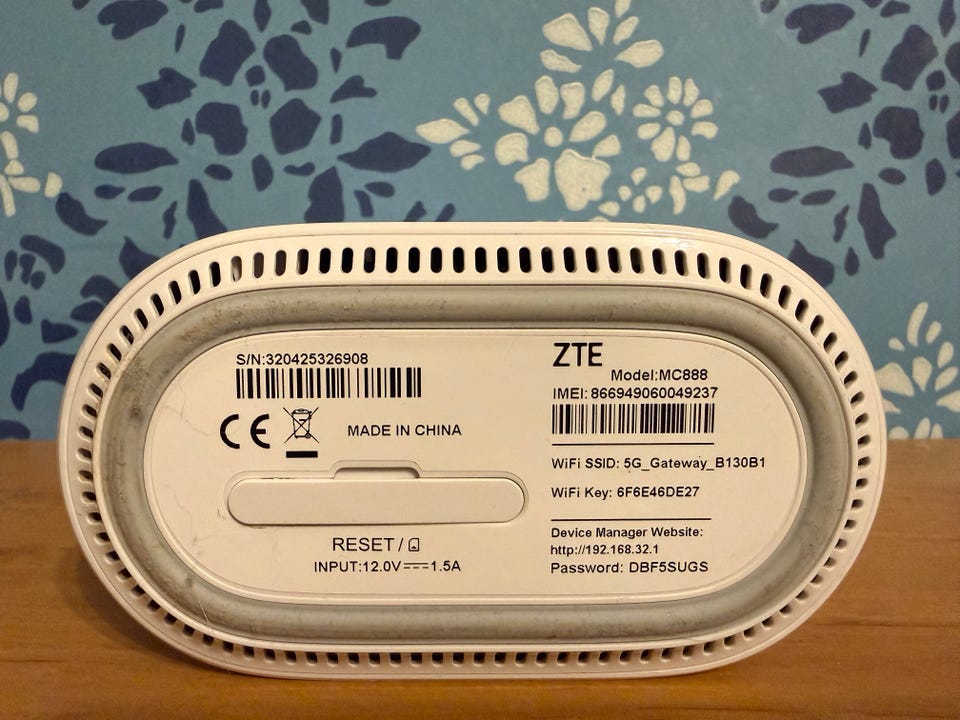 S/N:320425326908
MADE IN CHINA
RESET /
INPUT:12.0V⎓1.5A
ZTE
Model:MC888
IMEI: 866949060049237
WiFi SSID: 5G_Gateway_B130B1
WiFi Key: 6F6E46DE27
Device Manager Website:
http://192.168.32.1
Password: DBF5SUGS
CE